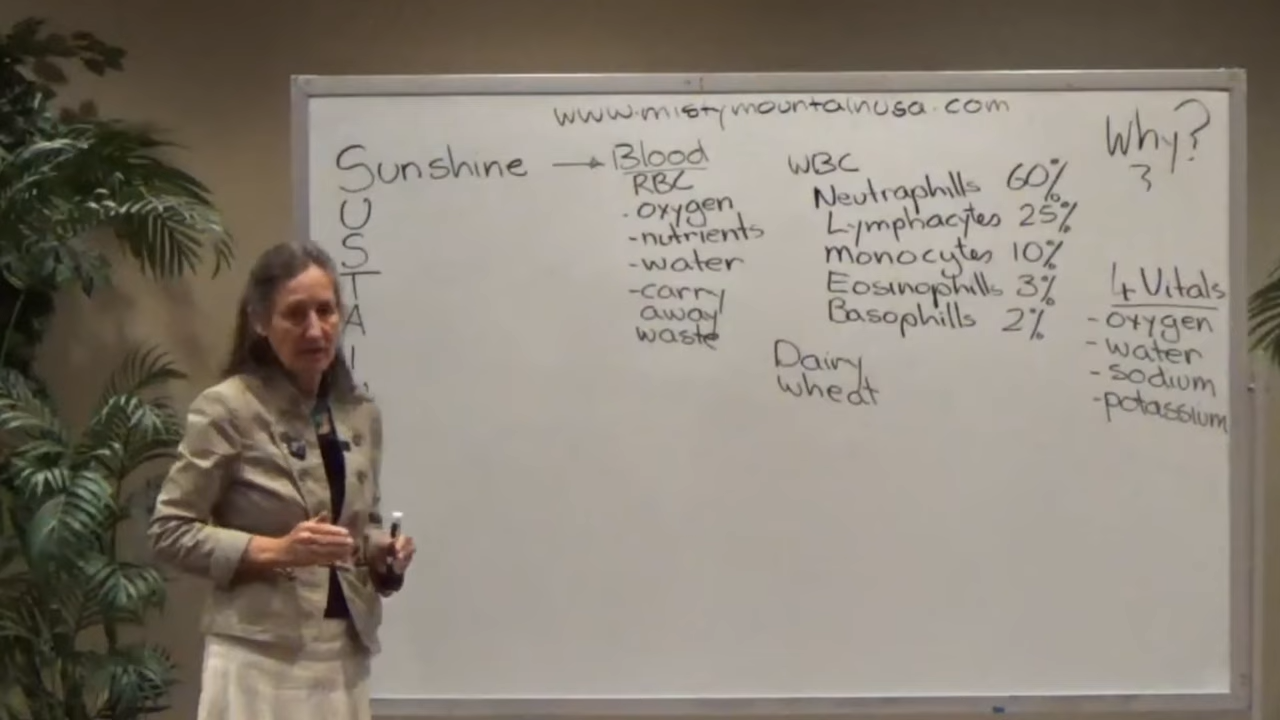 www.mistymountainusa.com
Sunshine → Blood
U
S
T
A
I
RBC
· oxygen
- nutrients
- water
- carry
away
waste
WBC
Neutraphills 60%
Lymphacytes 25%
monocytes 10%
Eosinophills 3%
Basophills 2%
Dairy
wheat
Why?
3
4 Vitals
- oxygen
- water
- sodium
- potassium